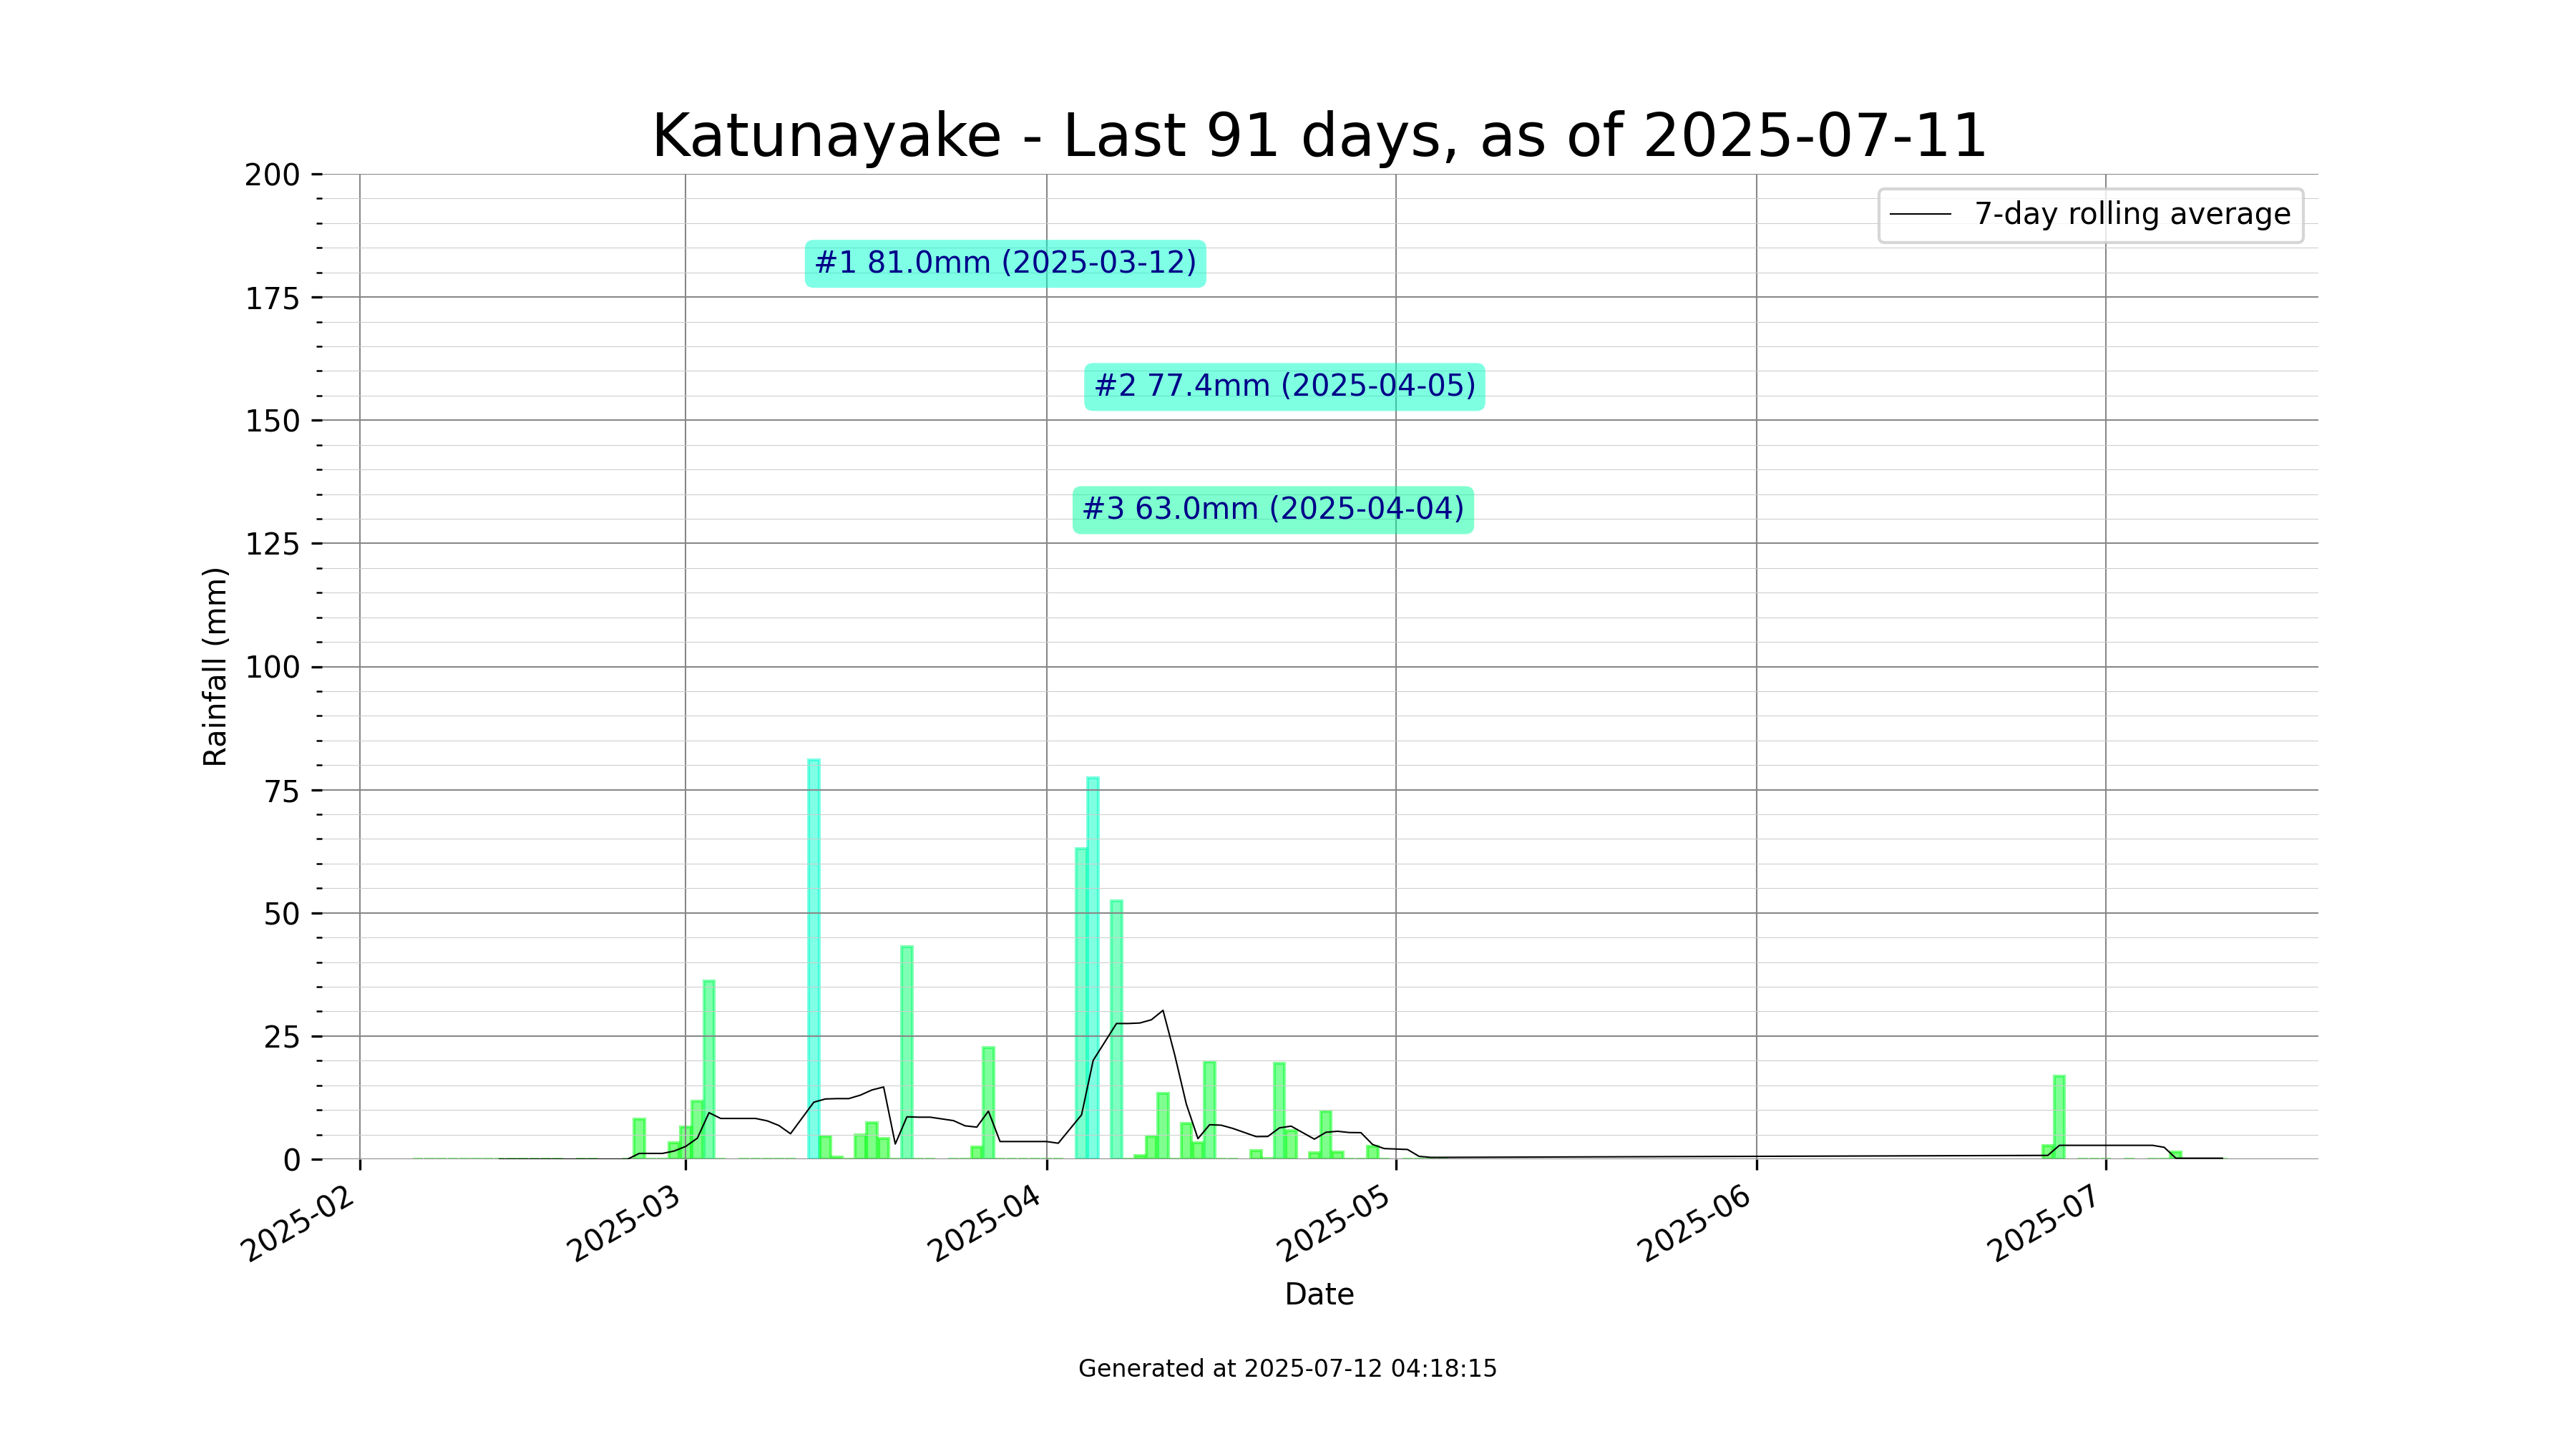 Katunayake - Last 91 days, as of 2025-07-11
200
175
150
125
100
75
50
25
0
Rainfall (mm)
7-day rolling average
#1 81.0mm (2025-03-12)
#2 77.4mm (2025-04-05)
#3 63.0mm (2025-04-04)
2025-02
2025-03
2025-04
2025-05
2025-06
2025-07
Date
Generated at 2025-07-12 04:18:15